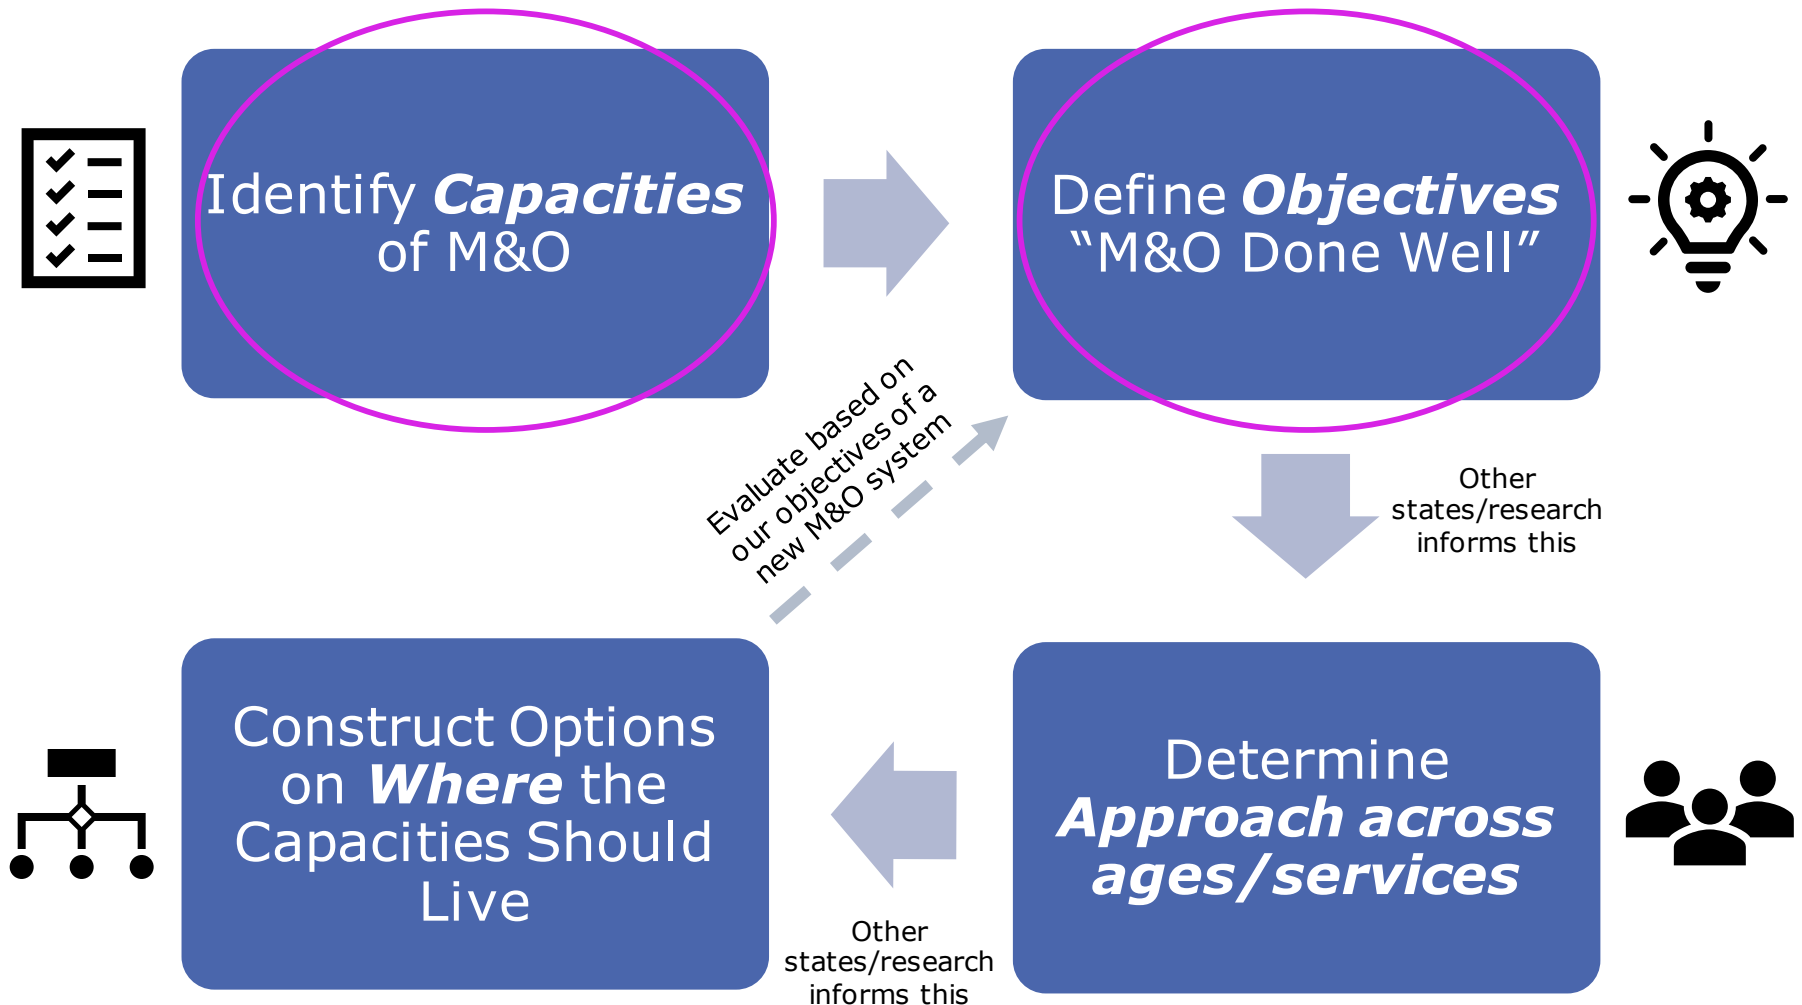 Identify Capacities
of M&O
Define Objectives
“M&O Done Well”
Evaluate based on
our objectives of a
new M&O system
Other
states/research
informs this
Construct Options
on Where the
Capacities Should
Live
Determine
Approach across
ages/services
Other
states/research
informs this